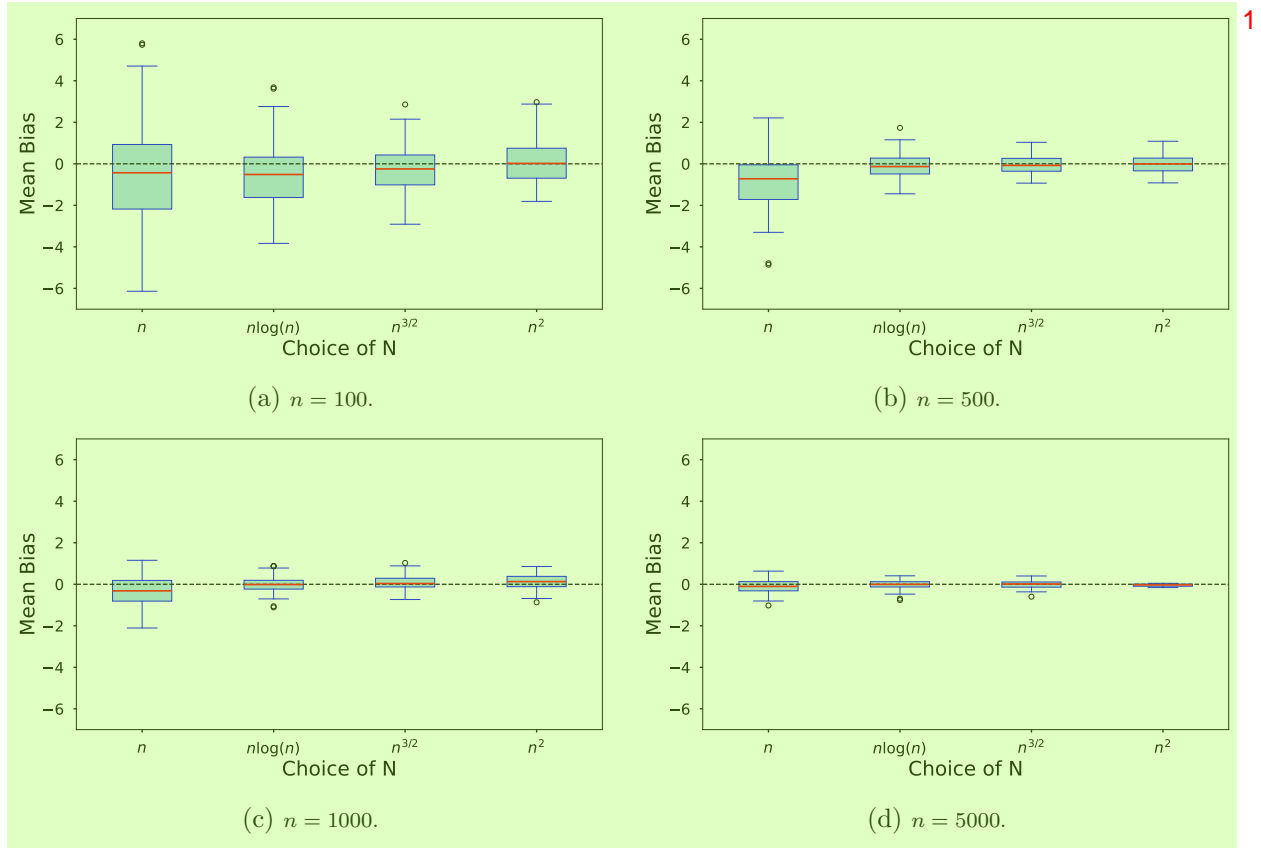 1
6
4
2
0
−2
−4
−6
Mean Bias
n
nlog(n)
n^{3/2}
n^2
Choice of N
(a) n = 100.
6
4
2
0
−2
−4
−6
Mean Bias
n
nlog(n)
n^{3/2}
n^2
Choice of N
(b) n = 500.
6
4
2
0
−2
−4
−6
Mean Bias
n
nlog(n)
n^{3/2}
n^2
Choice of N
(c) n = 1000.
6
4
2
0
−2
−4
−6
Mean Bias
n
nlog(n)
n^{3/2}
n^2
Choice of N
(d) n = 5000.